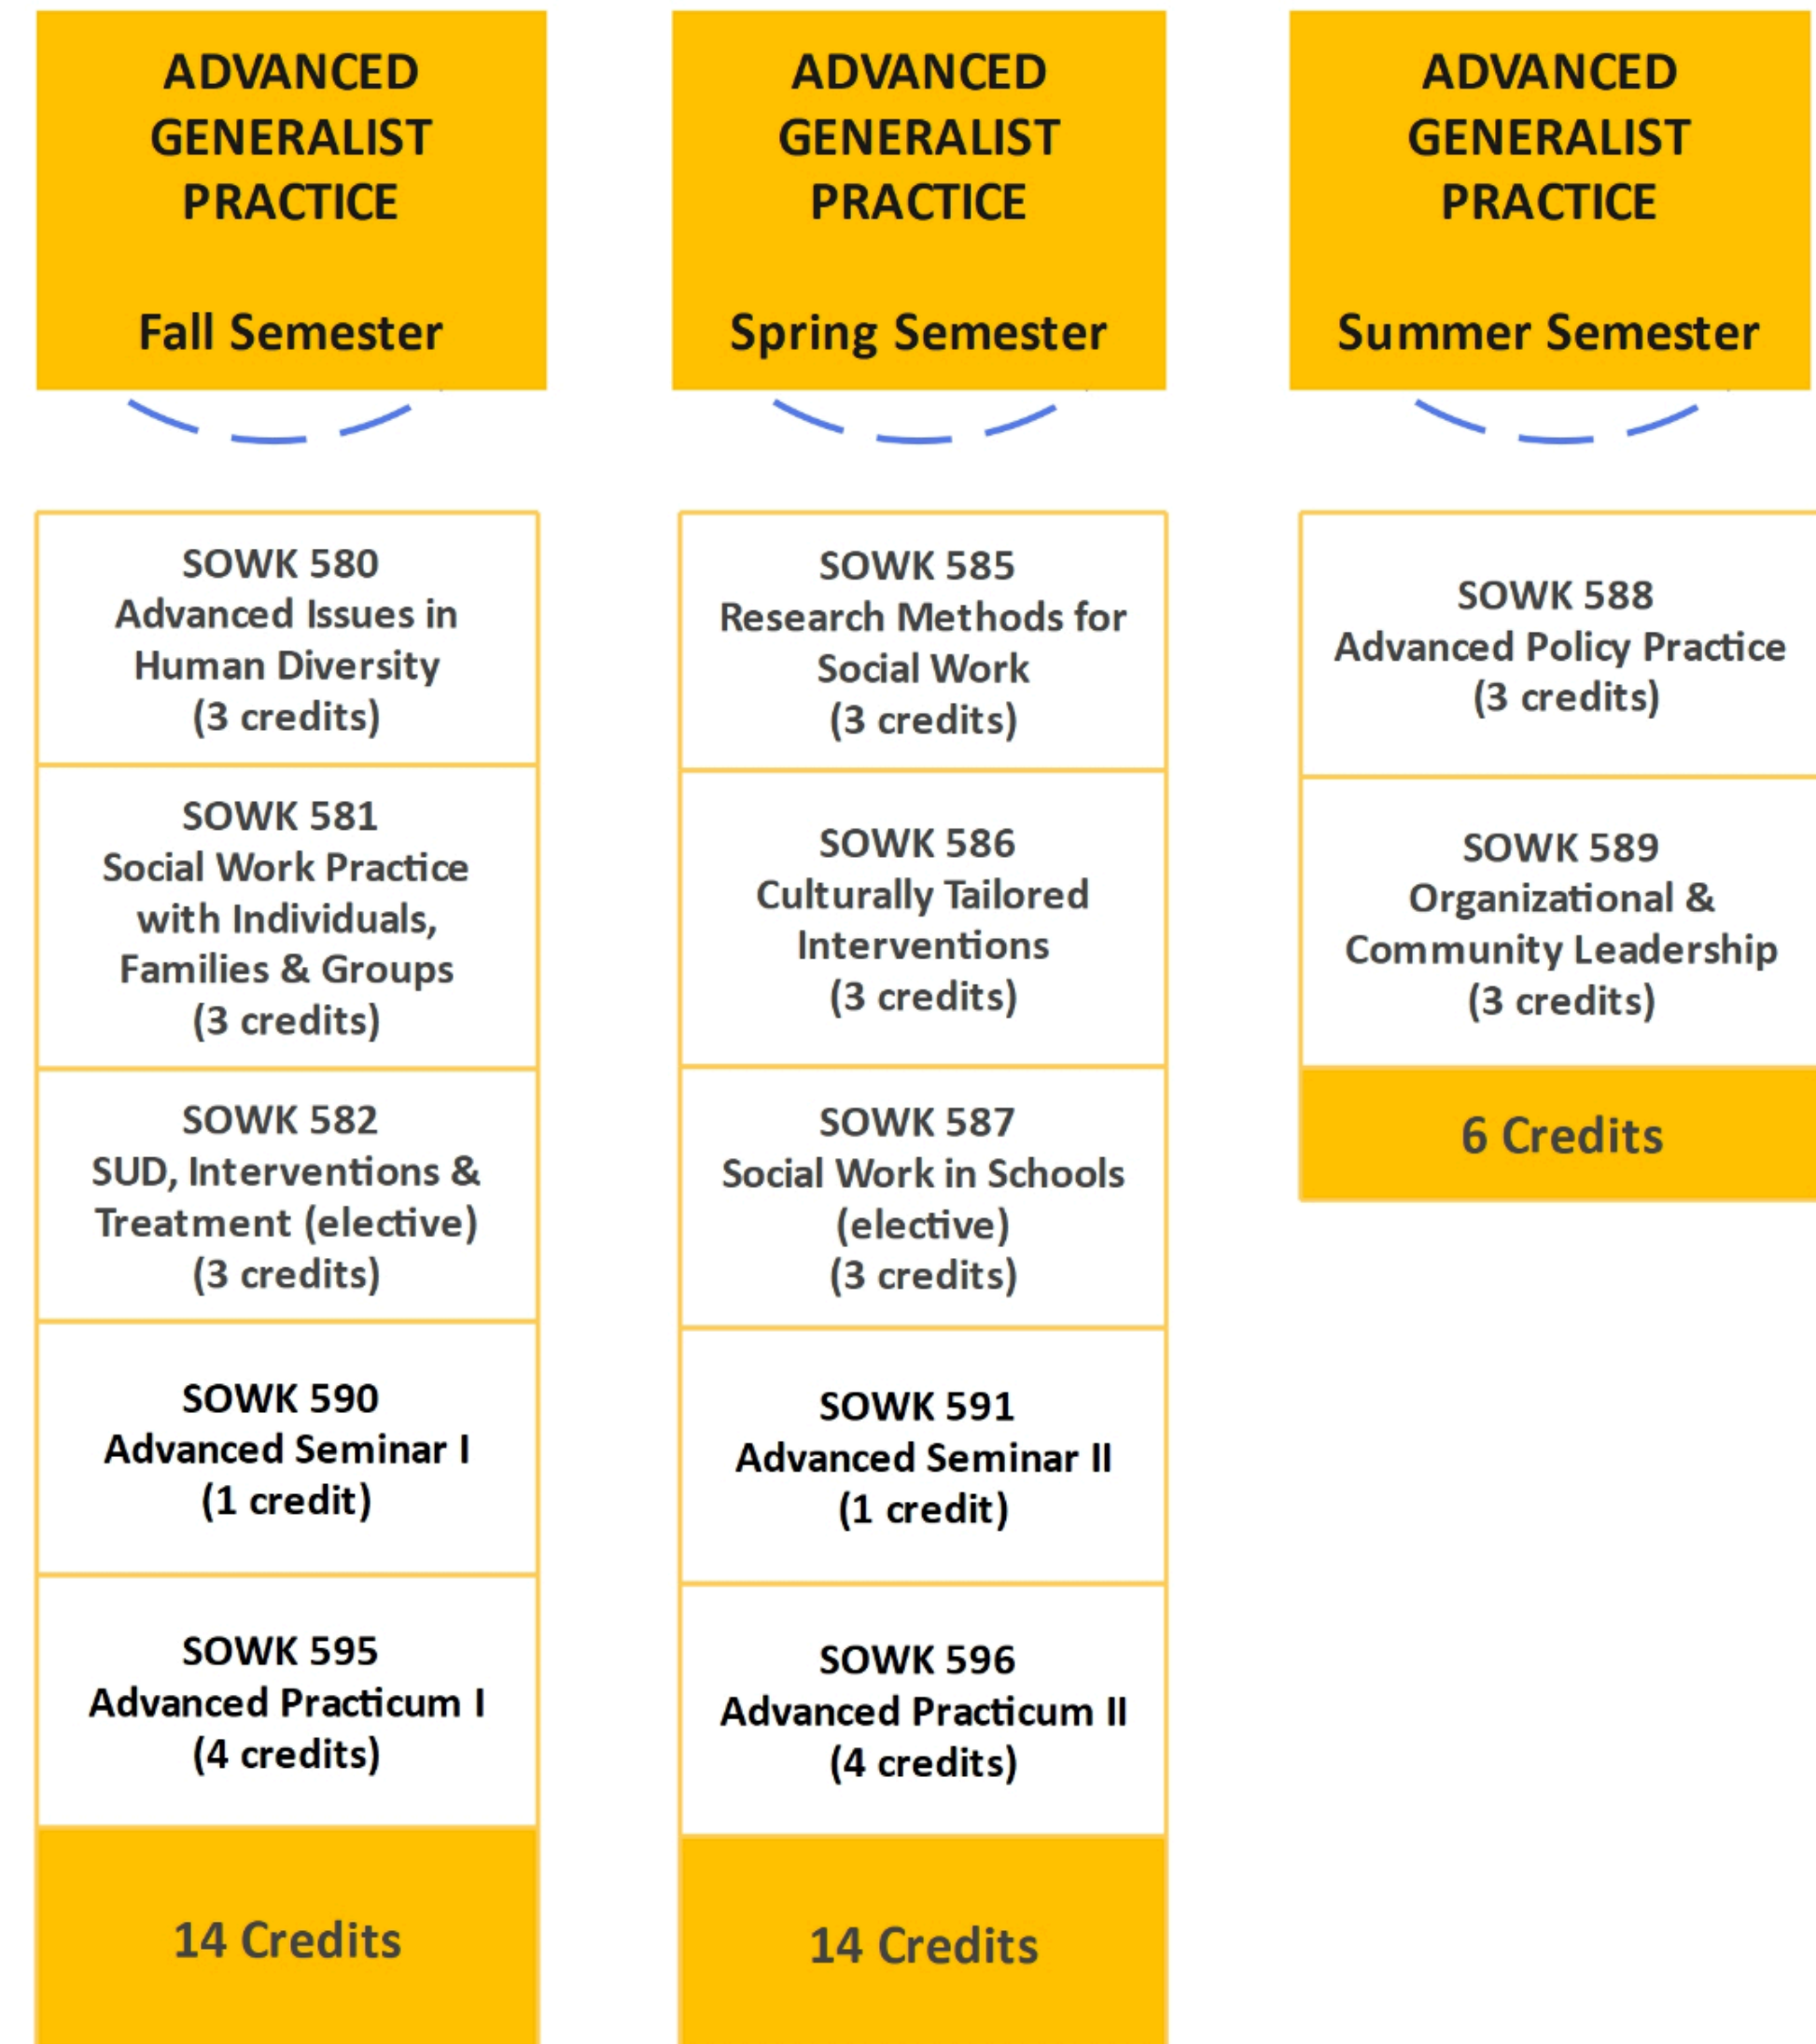 ADVANCED
GENERALIST
PRACTICE
Fall Semester
SOWK 580
Advanced Issues in
Human Diversity
(3 credits)
SOWK 581
Social Work Practice
with Individuals,
Families & Groups
(3 credits)
SOWK 582
SUD, Interventions &
Treatment (elective)
(3 credits)
SOWK 590
Advanced Seminar I
(1 credit)
SOWK 595
Advanced Practicum I
(4 credits)
14 Credits
ADVANCED
GENERALIST
PRACTICE
Spring Semester
SOWK 585
Research Methods for
Social Work
(3 credits)
SOWK 586
Culturally Tailored
Interventions
(3 credits)
SOWK 587
Social Work in Schools
(elective)
(3 credits)
SOWK 591
Advanced Seminar II
(1 credit)
SOWK 596
Advanced Practicum II
(4 credits)
14 Credits
ADVANCED
GENERALIST
PRACTICE
Summer Semester
SOWK 588
Advanced Policy Practice
(3 credits)
SOWK 589
Organizational &
Community Leadership
(3 credits)
6 Credits